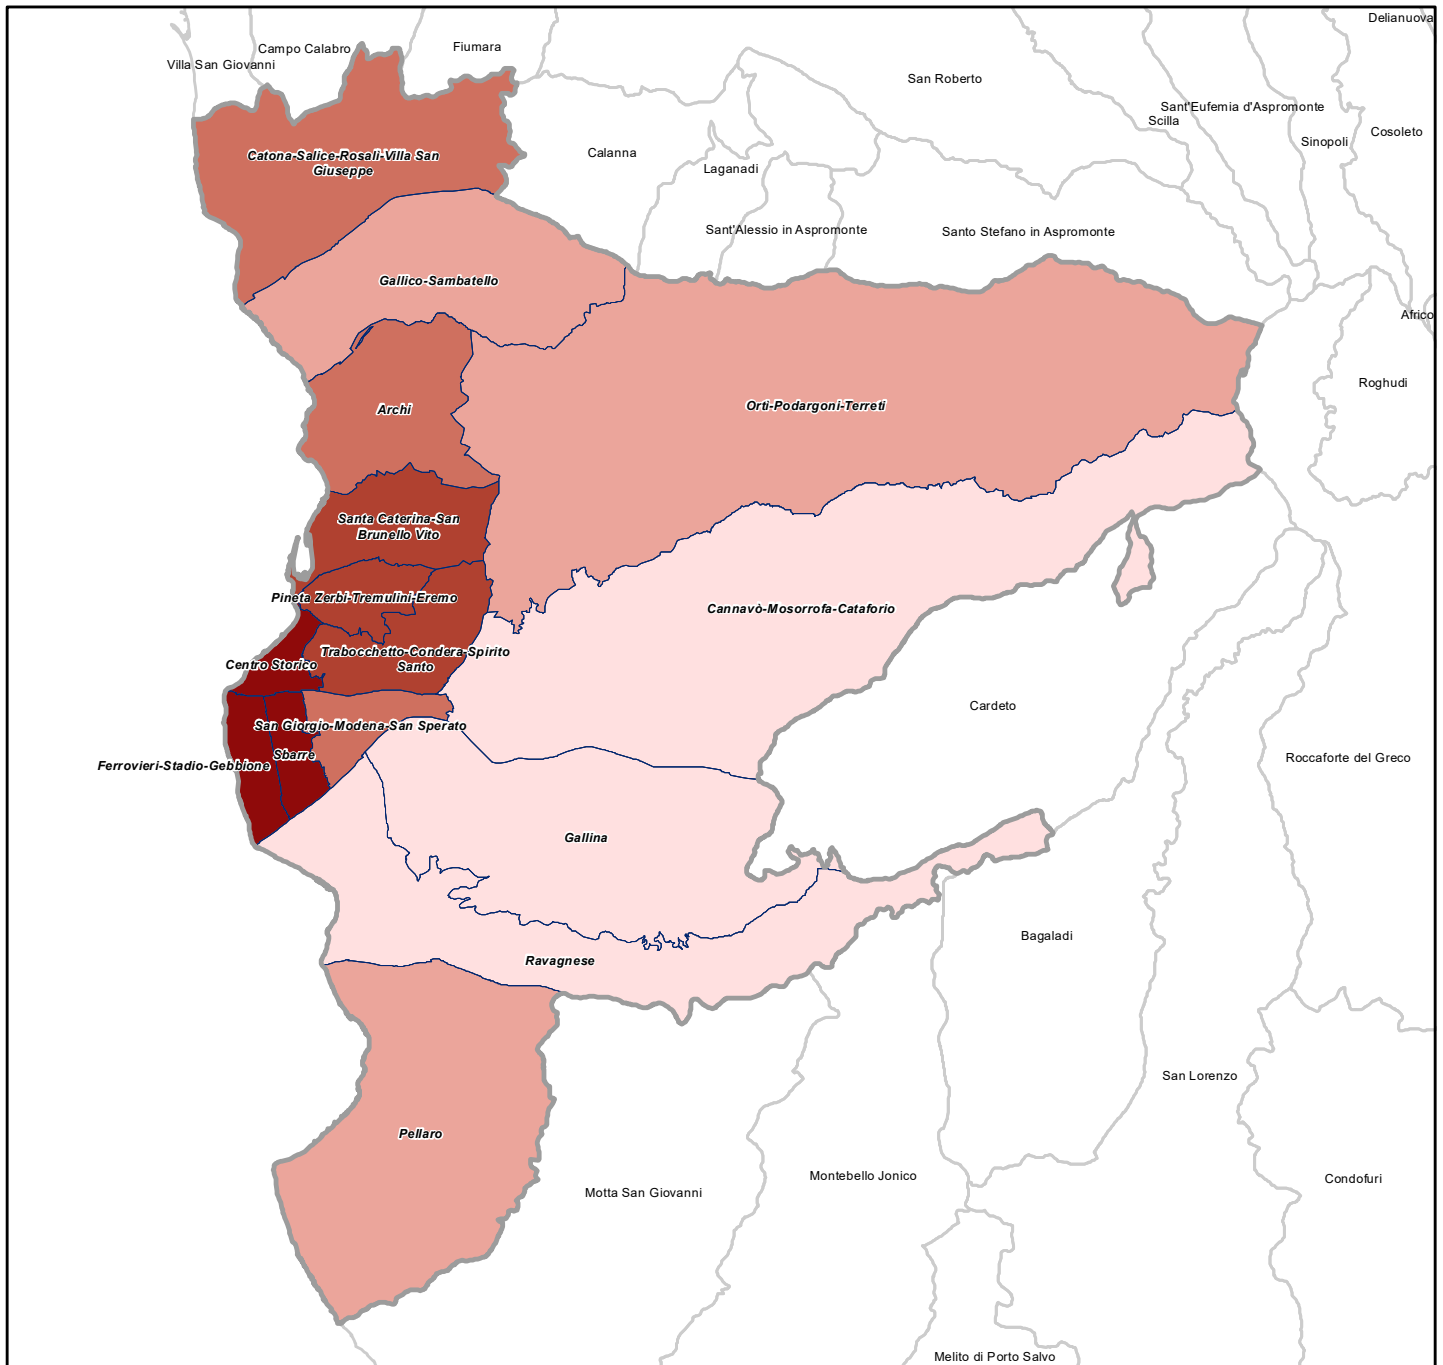 Delianuova
Campo Calabro
Fiumara
Villa San Giovanni
San Roberto
Sant'Eufemia d'Aspromonte
Scilla
Cosoleto
Sinopoli
Calanna
Catona-Salice-Rosali-Villa San
Giuseppe
Laganadi
Sant'Alessio in Aspromonte
Santo Stefano in Aspromonte
Gallico-Sambatello
Africo
Roghudi
Archi
Orti-Podargoni-Terreti
Santa Caterina-San
Brunello Vito
Pineta Zerbi-Tremulini-Eremo
Cannavò-Mosorrofa-Cataforio
Trabocchetto-Condera-Spirito
Santo
Centro Storico
Cardeto
San Giorgio-Modena-San Sperato
Sbarre
Ferrovieri-Stadio-Gebbione
Roccaforte del Greco
Gallina
Bagaladi
Ravagnese
San Lorenzo
Pellaro
Montebello Jonico
Condofuri
Motta San Giovanni
Melito di Porto Salvo